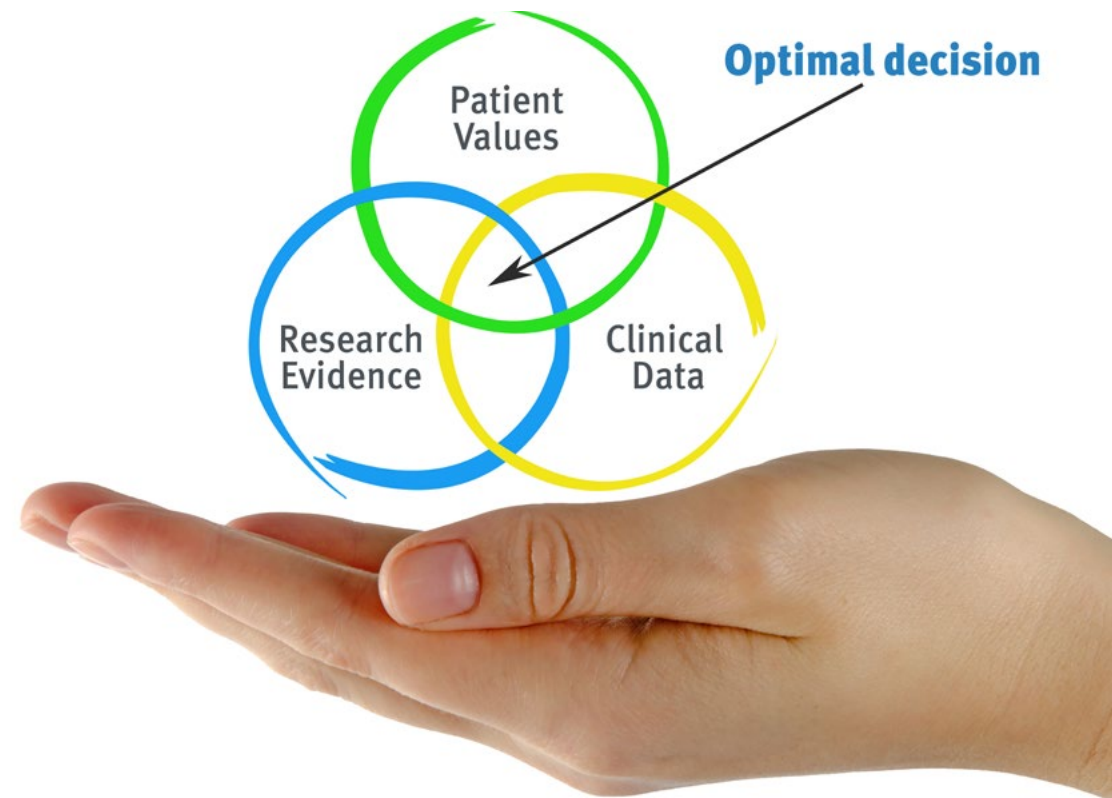 Optimal decision
Patient
Values
Research
Evidence
Clinical
Data